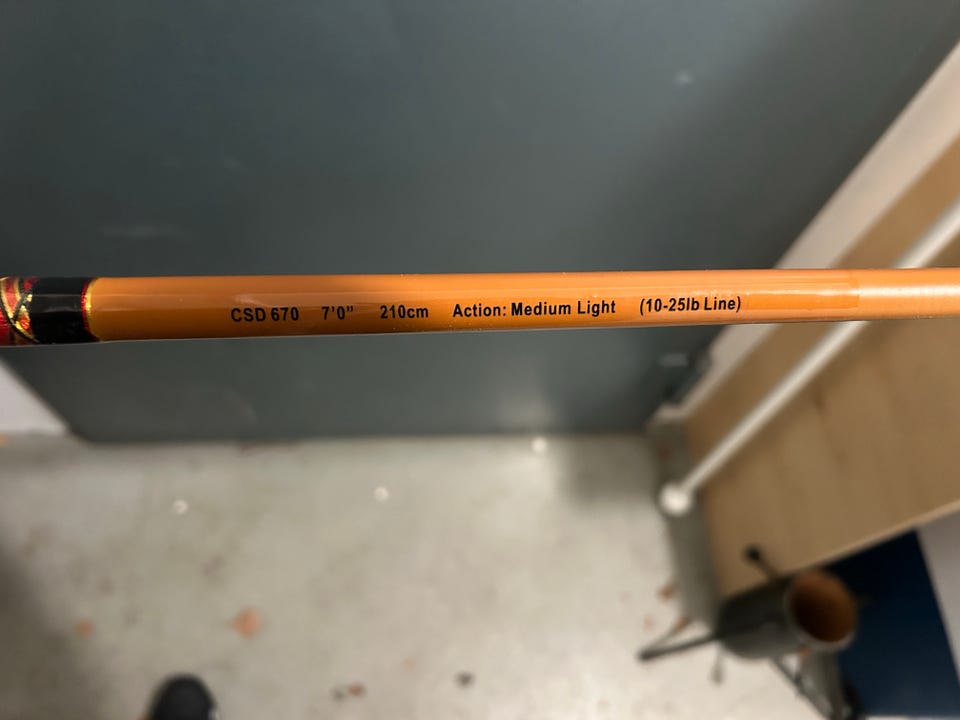 CSD 670 7'0” 210cm Action: Medium Light (10-25lb Line)